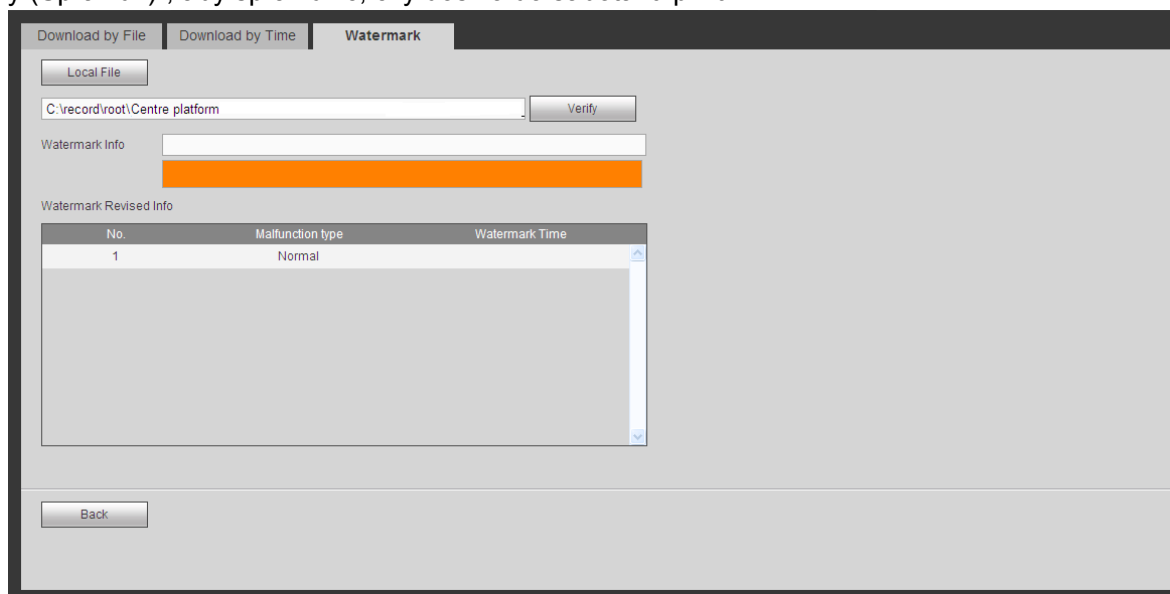 Download by File Download by Time Watermark
Local File
C:\record\root\Centre platform Verify
Watermark Info
Watermark Revised Info
No. Malfunction type Watermark Time
1 Normal
Back